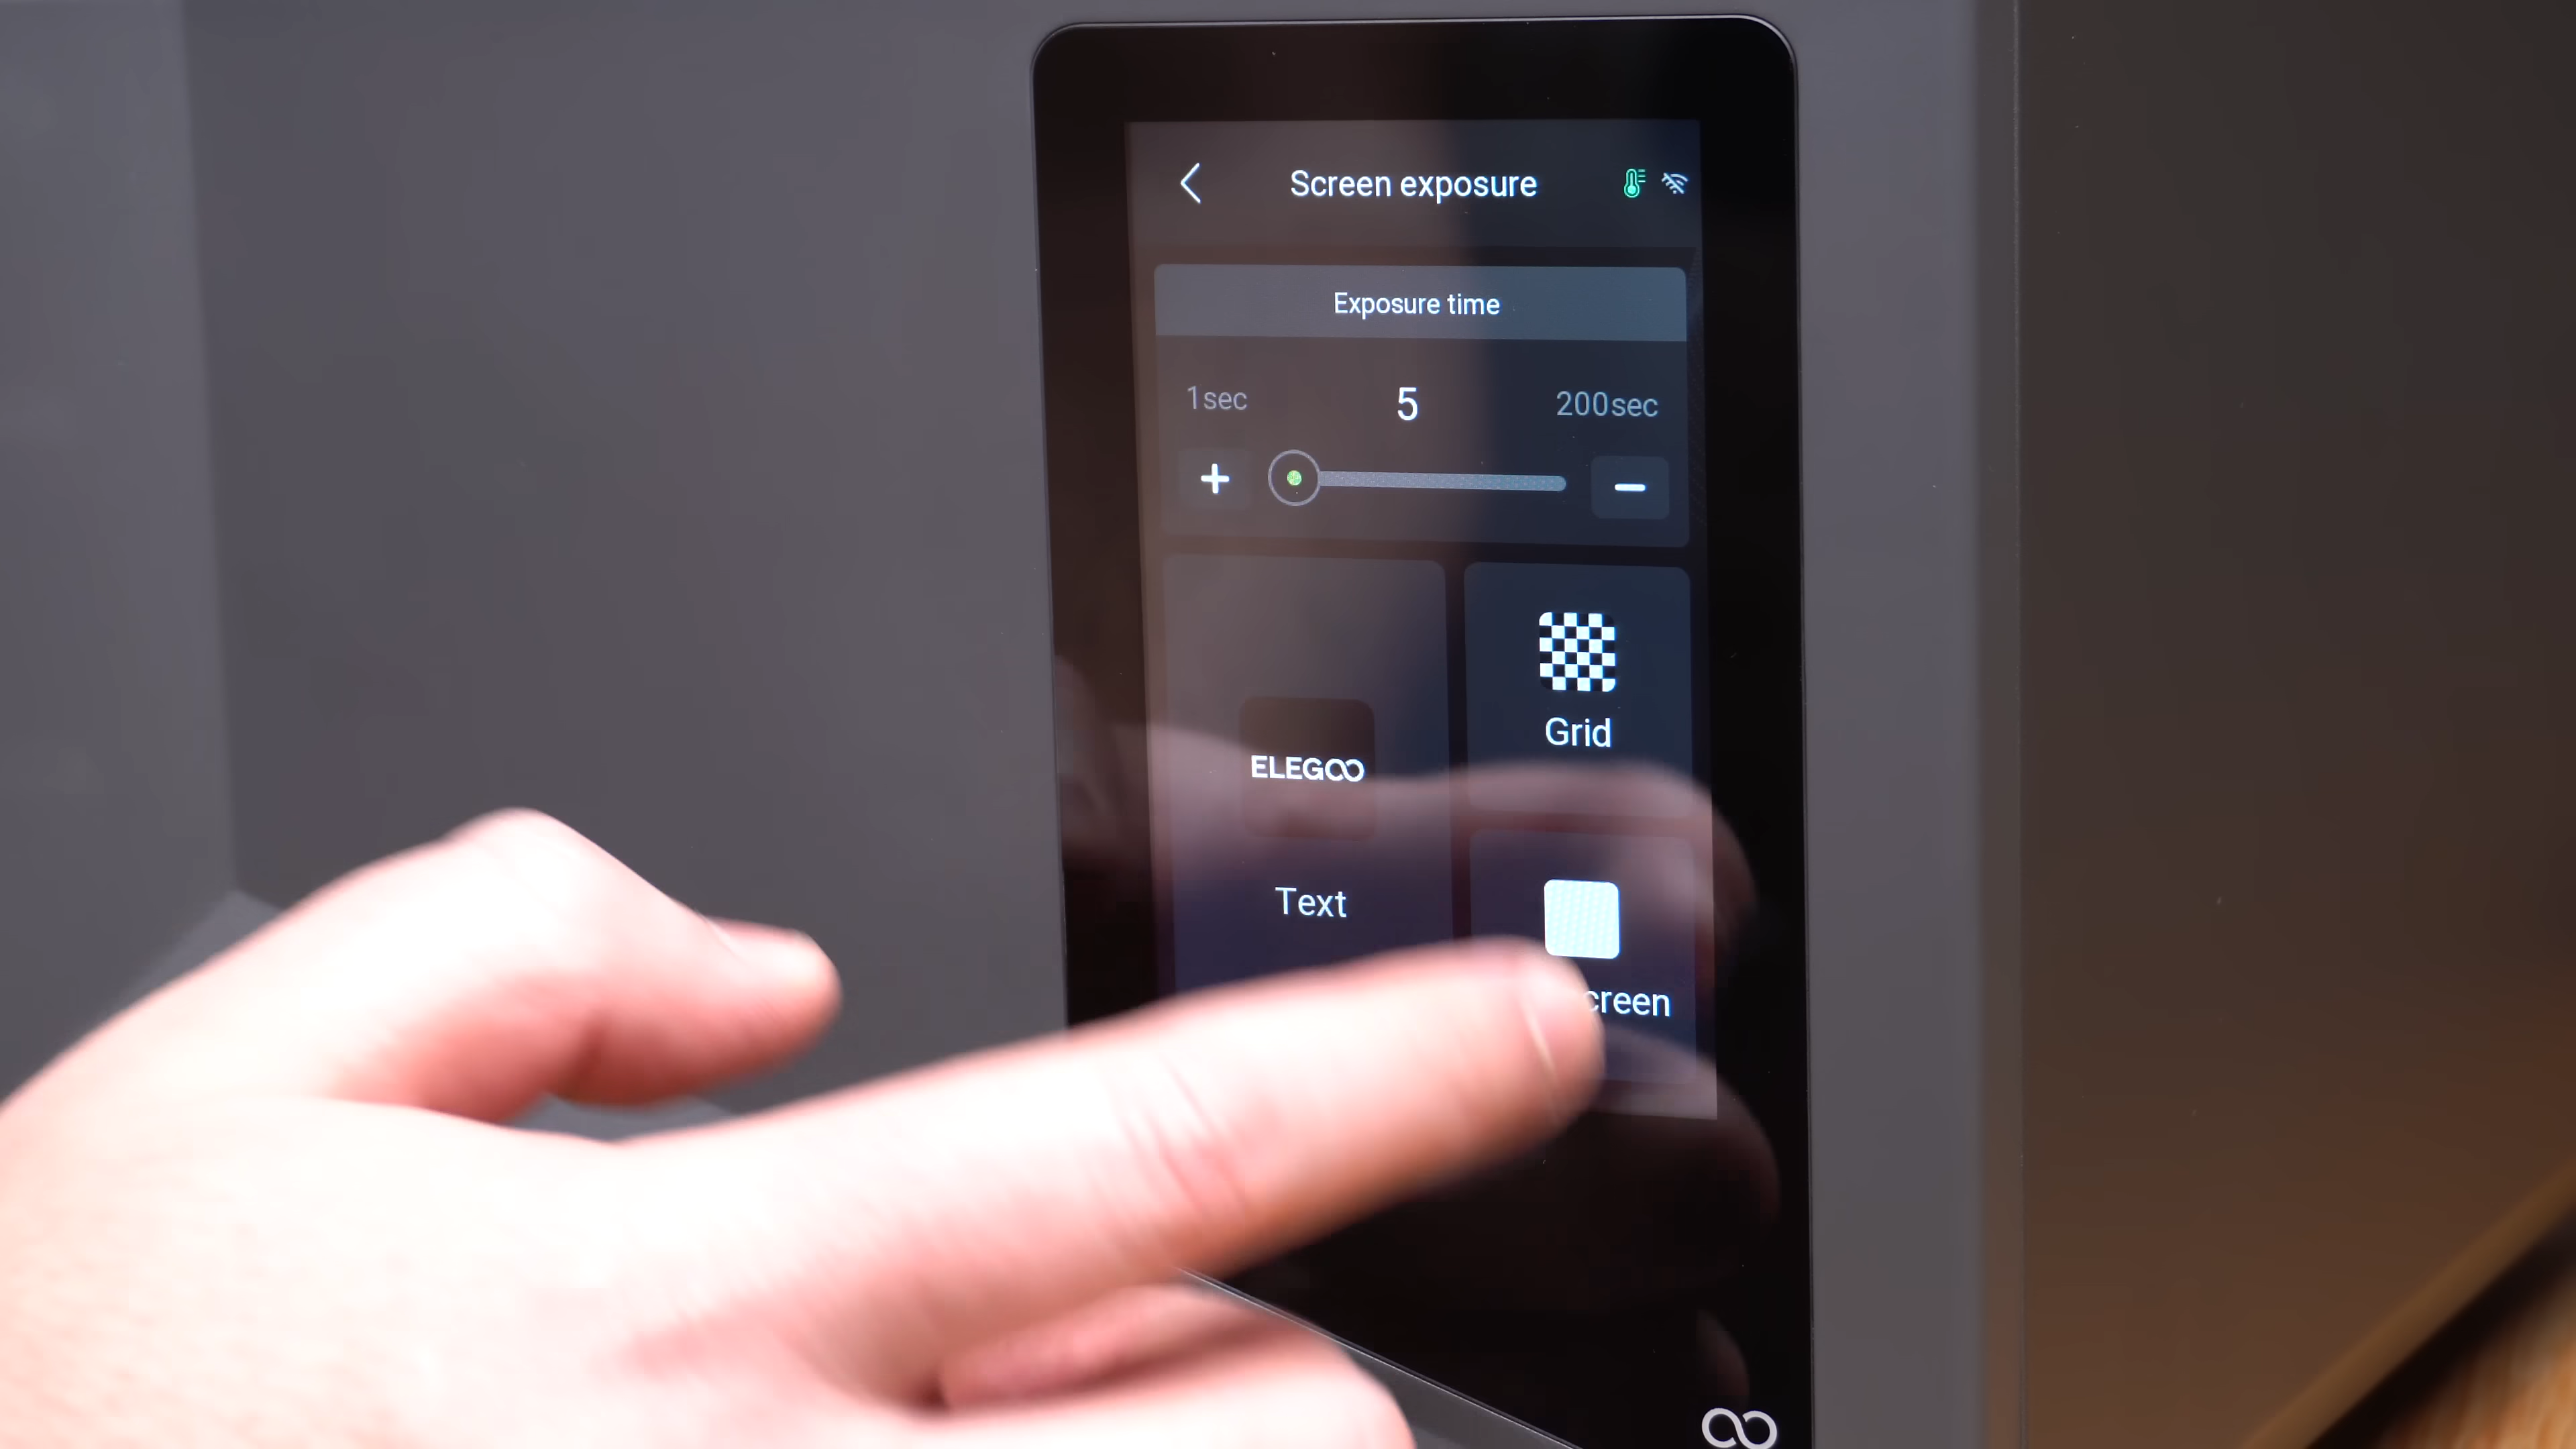 Screen exposure
Exposure time
1sec 5 200sec
+ −
Grid
ELEGOO
Text
creen